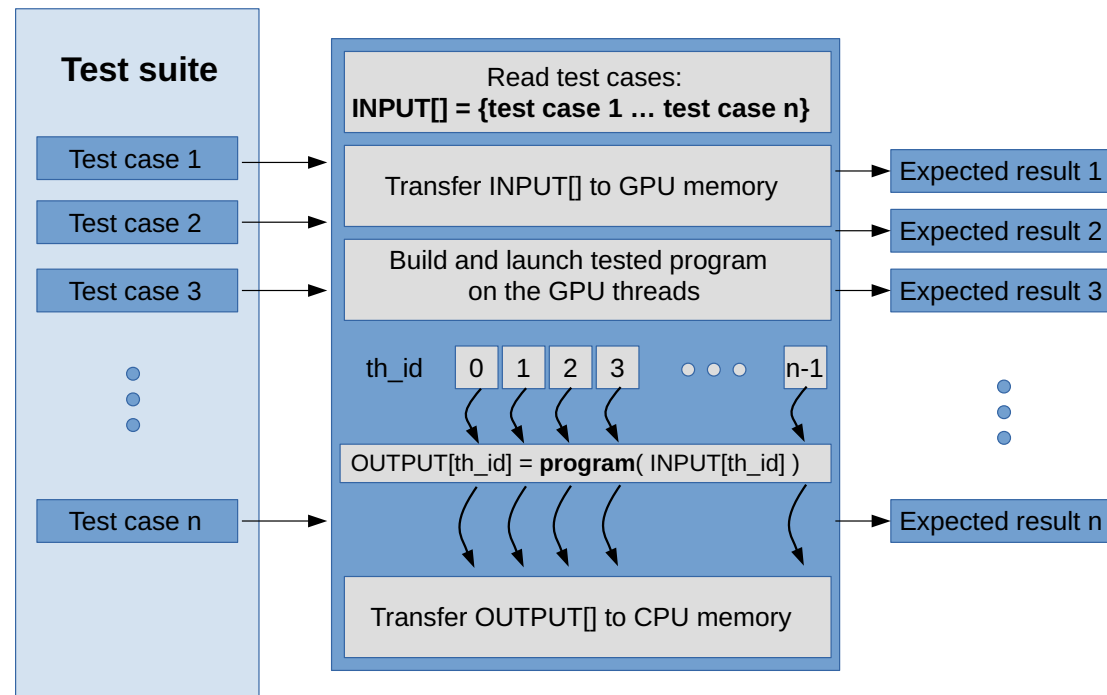 Test suite
Test case 1
Test case 2
Test case 3
Test case n
Read test cases:
INPUT[] = {test case 1 … test case n}
Transfer INPUT[] to GPU memory
Build and launch tested program
on the GPU threads
th_id 0 1 2 3 n-1
OUTPUT[th_id] = program( INPUT[th_id] )
Transfer OUTPUT[] to CPU memory
Expected result 1
Expected result 2
Expected result 3
Expected result n